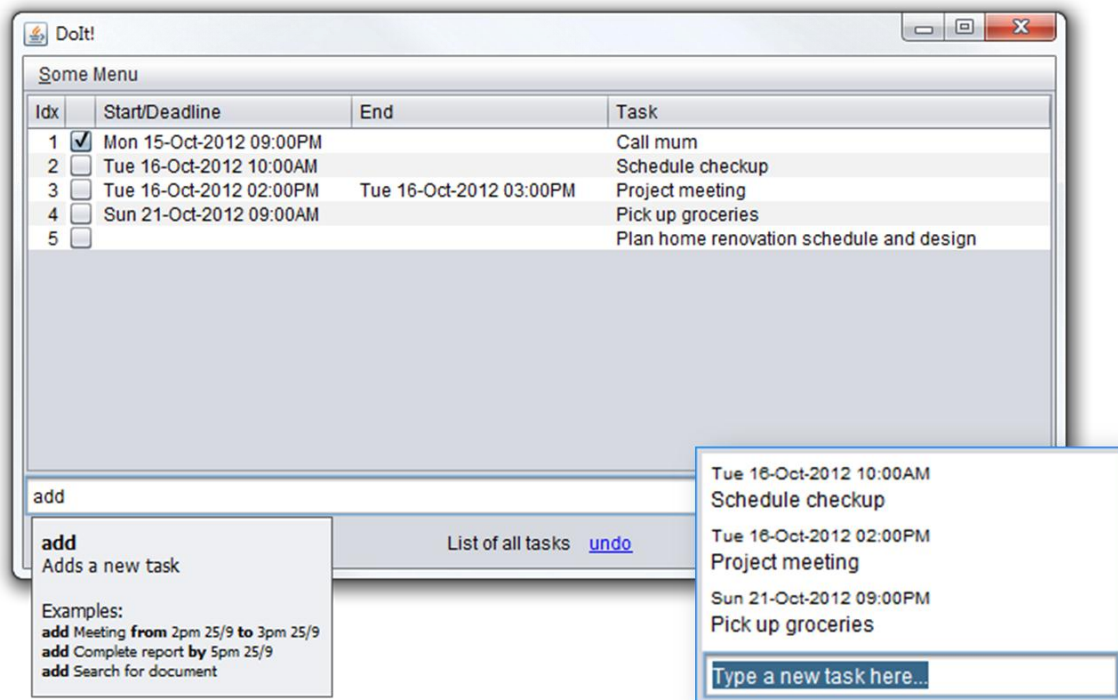 DoIt!
Some Menu
Idx Start/Deadline End Task
1 Mon 15-Oct-2012 09:00PM Call mum
2 Tue 16-Oct-2012 10:00AM Schedule checkup
3 Tue 16-Oct-2012 02:00PM Tue 16-Oct-2012 03:00PM Project meeting
4 Sun 21-Oct-2012 09:00AM Pick up groceries
5 Plan home renovation schedule and design
add
List of all tasks undo
add
Adds a new task
Examples:
add Meeting from 2pm 25/9 to 3pm 25/9
add Complete report by 5pm 25/9
add Search for document
Tue 16-Oct-2012 10:00AM
Schedule checkup
Tue 16-Oct-2012 02:00PM
Project meeting
Sun 21-Oct-2012 09:00PM
Pick up groceries
Type a new task here...